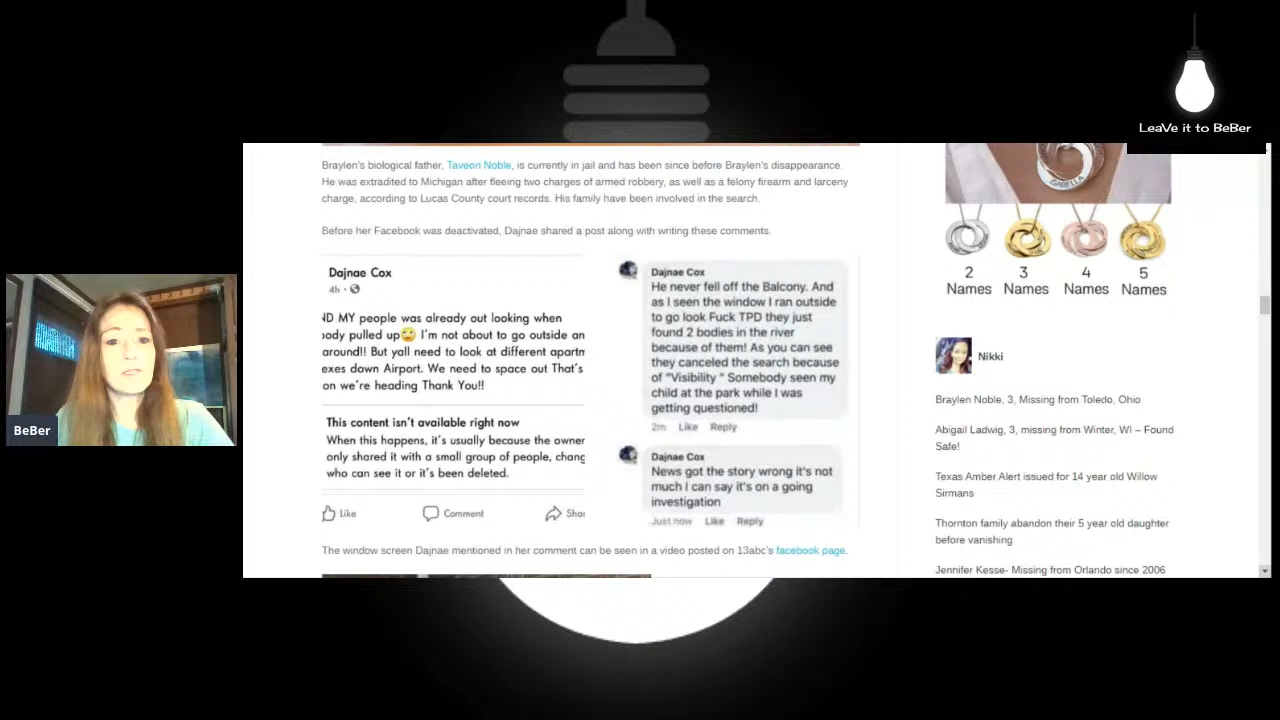 LeaVe it to BeBer
Braylen's biological father, Taveon Noble, is currently in jail and has been since before Braylen's disappearance.
He was extradited to Michigan after fleeing two charges of armed robbery, as well as a felony firearm and larceny
charge, according to Lucas County court records. His family have been involved in the search.
Before her Facebook was deactivated, Dajnae shared a post along with writing these comments.
Dajnae Cox
4h ·
ND MY people was already out looking when
ody pulled up🙄 I'm not about to go outside an
around!! But yall need to look at different apartm
exes down Airport. We need to space out That's
on we're heading Thank You!!
This content isn't available right now
When this happens, it's usually because the owner
only shared it with a small group of people, chang
who can see it or it's been deleted.
Like Comment Shar
Dajnae Cox
He never fell off the Balcony. And
as I seen the window I ran outside
to go look Fuck TPD they just
found 2 bodies in the river
because of them! As you can see
they canceled the search because
of "Visibility " Somebody seen my
child at the park while I was
getting questioned!
2m Like Reply
Dajnae Cox
News got the story wrong it's not
much I can say it's on a going
investigation
Just now Like Reply
The window screen Dajnae mentioned in her comment can be seen in a video posted on 13abc's facebook page.
ISABELLA
2 3 4 5
Names Names Names Names
Nikki
Braylen Noble, 3, Missing from Toledo, Ohio
Abigail Ladwig, 3, missing from Winter, WI – Found
Safe!
Texas Amber Alert issued for 14 year old Willow
Sirmans
Thornton family abandon their 5 year old daughter
before vanishing
Jennifer Kesse- Missing from Orlando since 2006
BeBer